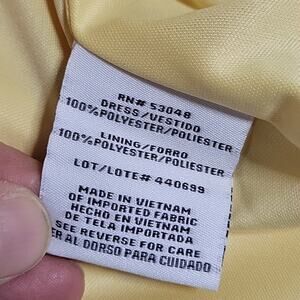 RN# 53048
DRESS/VESTIDO
100%POLYESTER/POLIESTER
LINING/FORRO
100%POLYESTER/POLIESTER
LOT/LOTE# 440699
MADE IN VIETNAM
OF IMPORTED FABRIC
HECHO EN VIETNAM
DE TELA IMPORTADA
SEE REVERSE FOR CARE
ER AL DORSO PARA CUIDADO